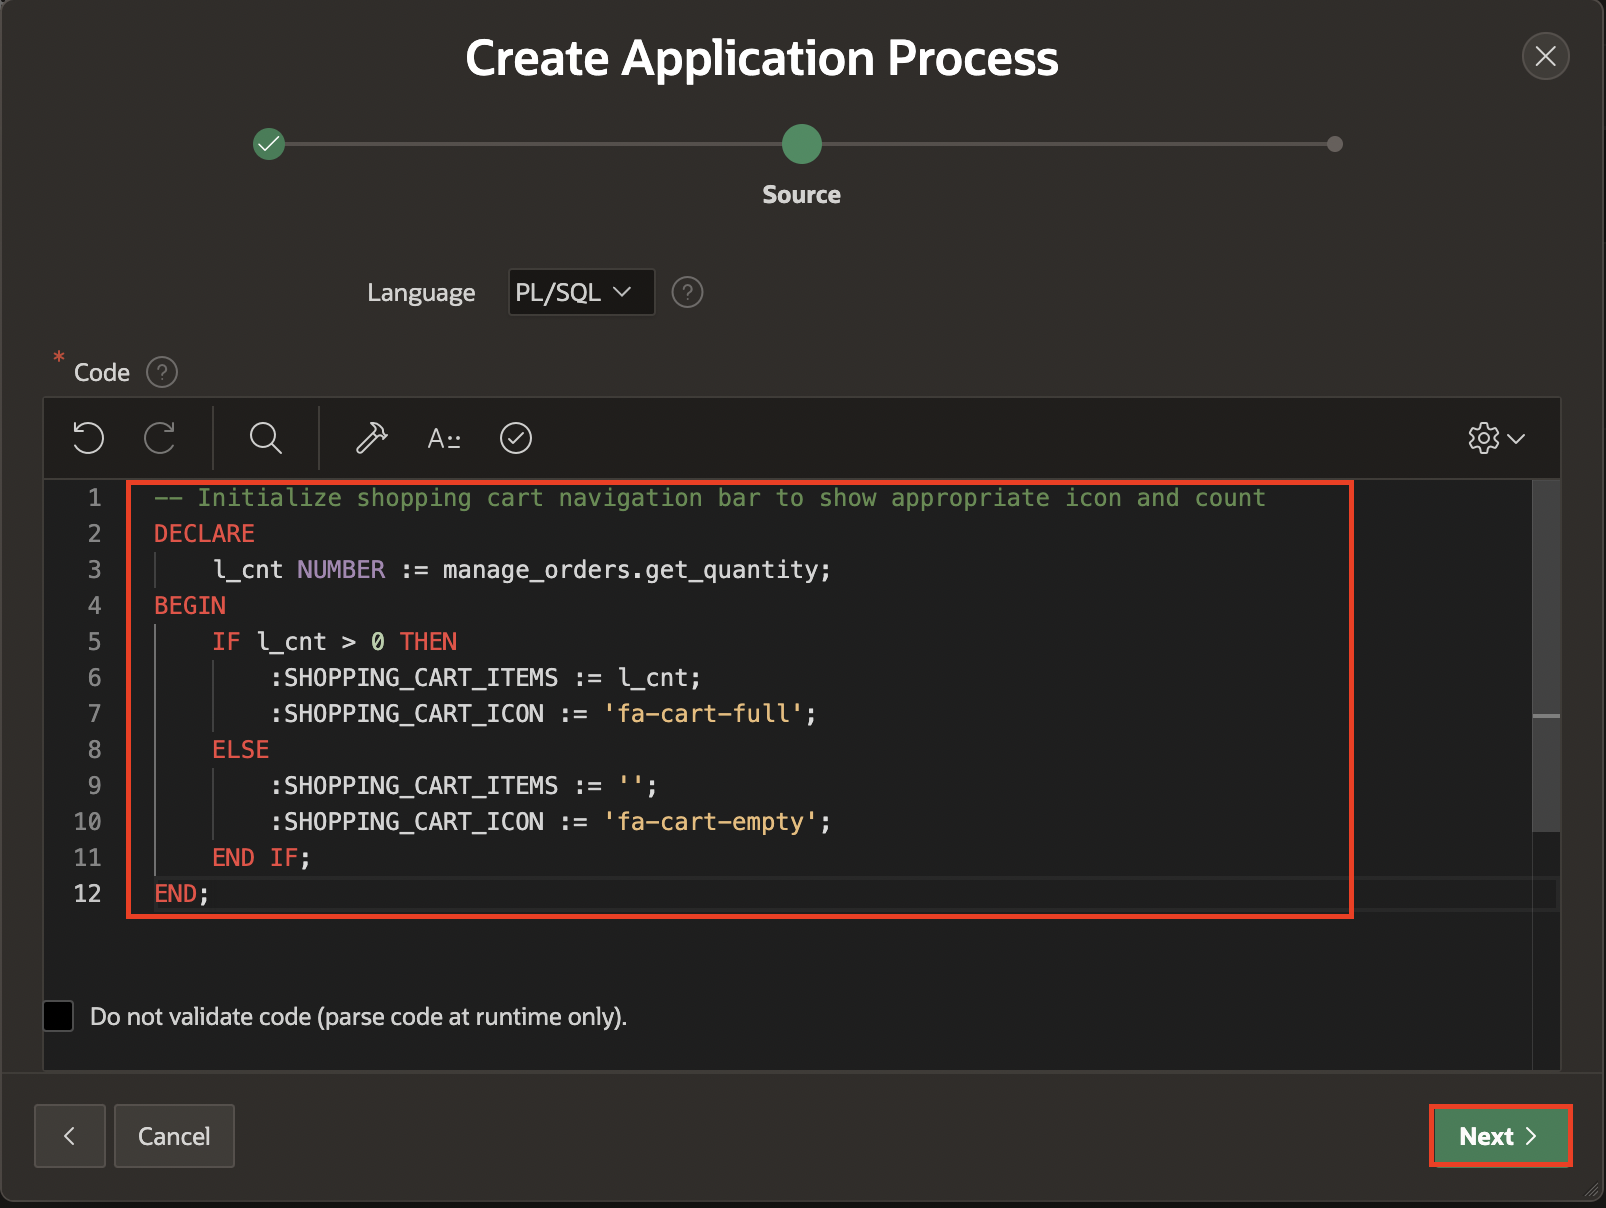 Create Application Process
Source
Language PL/SQL ?
* Code ?
A::
1 -- Initialize shopping cart navigation bar to show appropriate icon and count
2 DECLARE
3     l_cnt NUMBER := manage_orders.get_quantity;
4 BEGIN
5     IF l_cnt > 0 THEN
6         :SHOPPING_CART_ITEMS := l_cnt;
7         :SHOPPING_CART_ICON := 'fa-cart-full';
8     ELSE
9         :SHOPPING_CART_ITEMS := '';
10         :SHOPPING_CART_ICON := 'fa-cart-empty';
11     END IF;
12 END;
Do not validate code (parse code at runtime only).
Cancel
Next